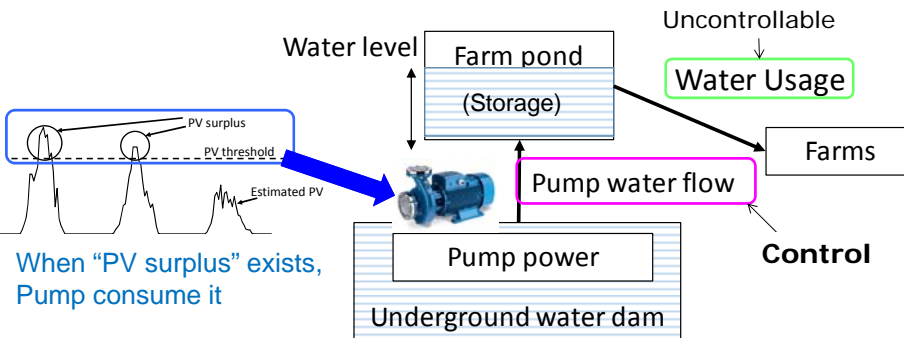 Uncontrollable
Water level
Farm pond
Water Usage
(Storage)
PV surplus
PV threshold
Farms
Estimated PV
Pump water flow
When “PV surplus” exists,
Pump consume it
Pump power
Control
Underground water dam